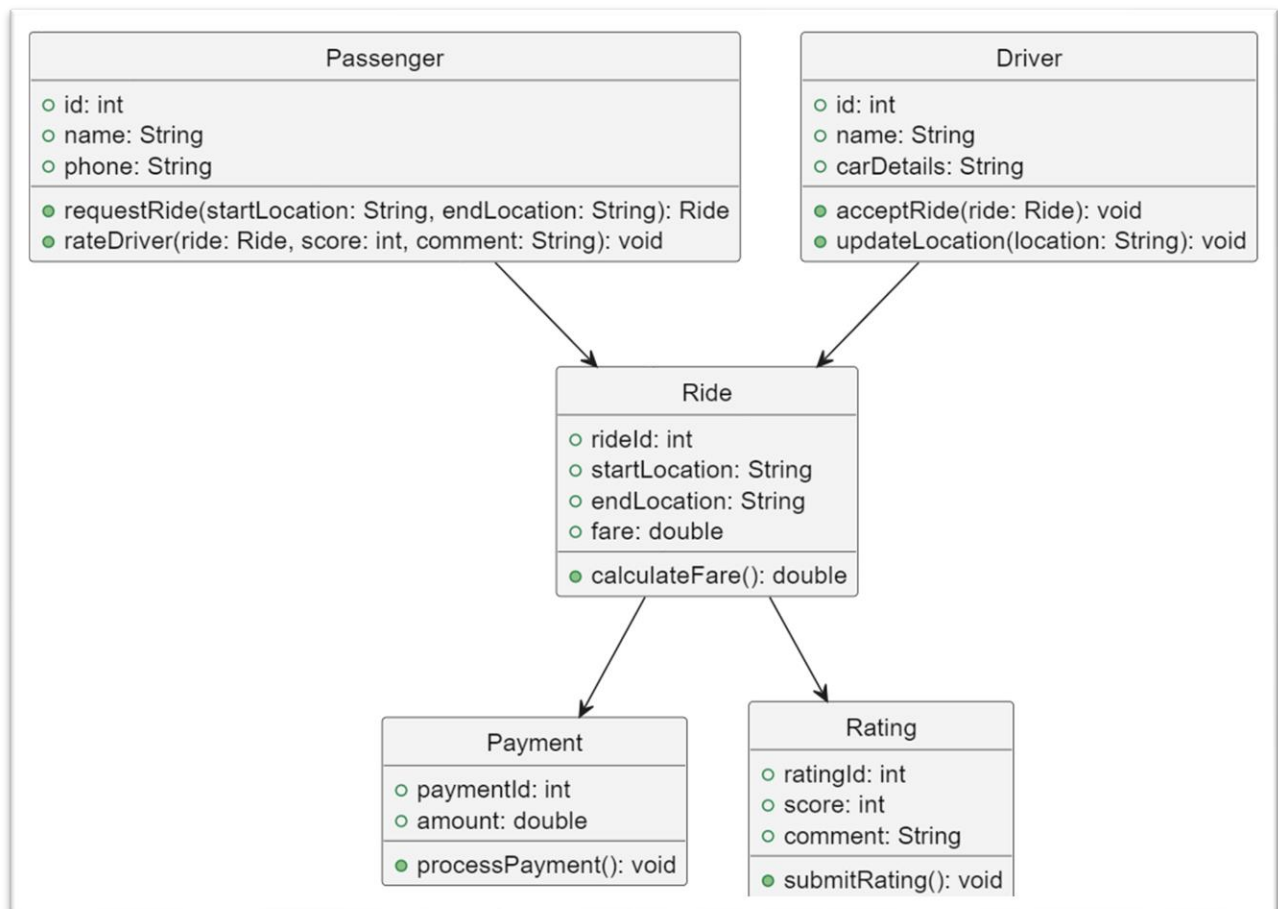 Passenger
id: int
name: String
phone: String
requestRide(startLocation: String, endLocation: String): Ride
rateDriver(ride: Ride, score: int, comment: String): void
Driver
id: int
name: String
carDetails: String
acceptRide(ride: Ride): void
updateLocation(location: String): void
Ride
rideId: int
startLocation: String
endLocation: String
fare: double
calculateFare(): double
Payment
paymentId: int
amount: double
processPayment(): void
Rating
ratingId: int
score: int
comment: String
submitRating(): void